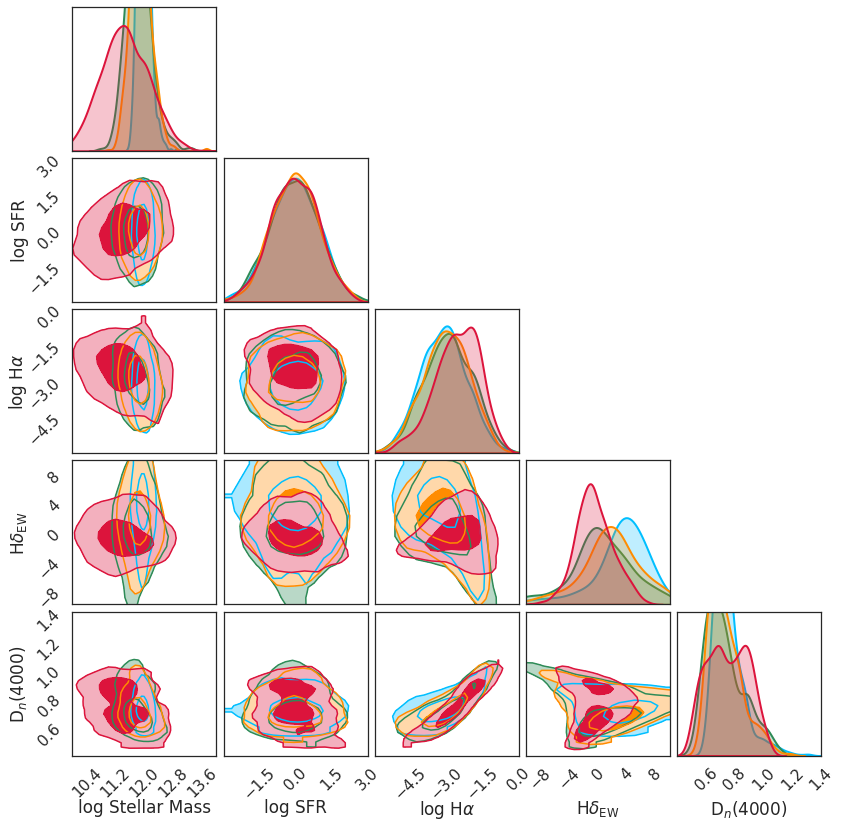 3.0
1.5
0.0
−1.5
log SFR
0.0
−1.5
−3.0
−4.5
log Hα
8
4
0
−4
−8
Hδ_EW
1.4
1.2
1.0
0.8
0.6
D_n(4000)
10.4 11.2 12.0 12.8 13.6
−1.5 0.0 1.5 3.0
−4.5 −3.0 −1.5 0.0
−8 −4 0 4 8
0.6 0.8 1.0 1.2 1.4
log Stellar Mass
log SFR
log Hα
Hδ_EW
D_n(4000)